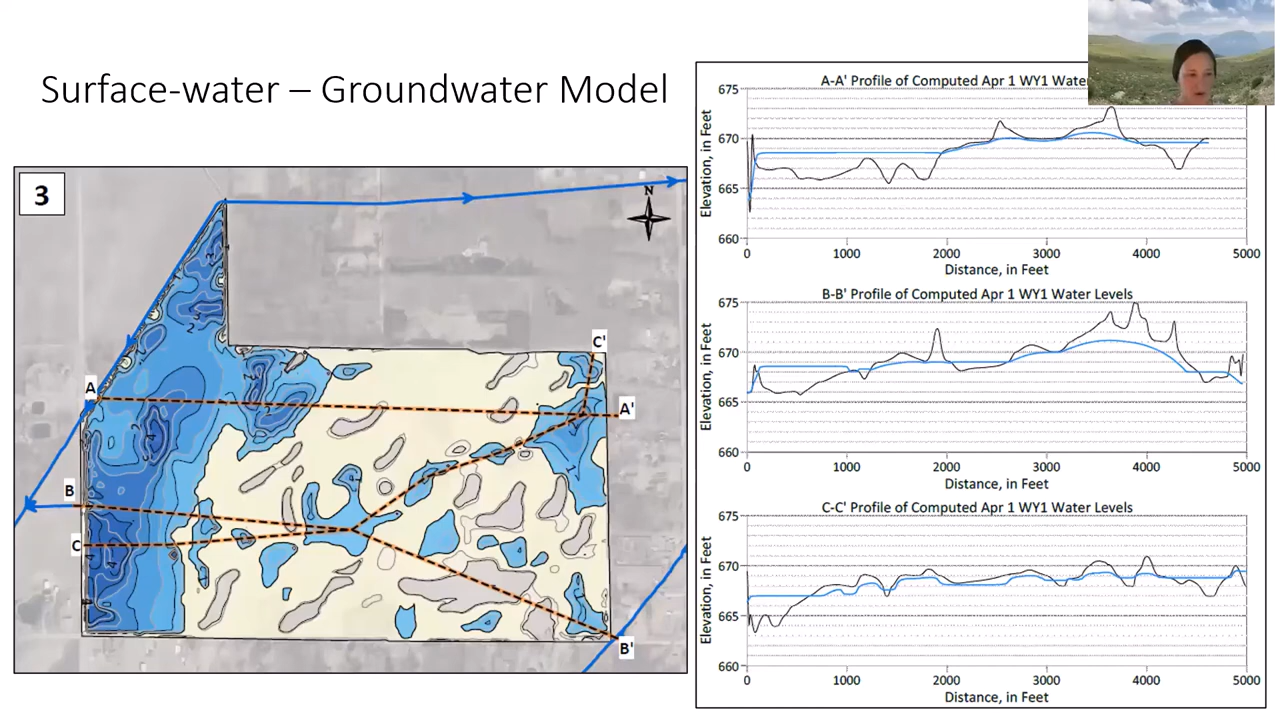 Surface-water – Groundwater Model
3
N
A
A'
B
B'
C
C'
2
2
1
A-A' Profile of Computed Apr 1 WY1 Water
Elevation, in Feet
675
670
665
660
0
1000
2000
3000
4000
5000
Distance, in Feet
B-B' Profile of Computed Apr 1 WY1 Water Levels
Elevation, in Feet
675
670
665
660
0
1000
2000
3000
4000
5000
Distance, in Feet
C-C' Profile of Computed Apr 1 WY1 Water Levels
Elevation, in Feet
675
670
665
660
0
1000
2000
3000
4000
5000
Distance, in Feet